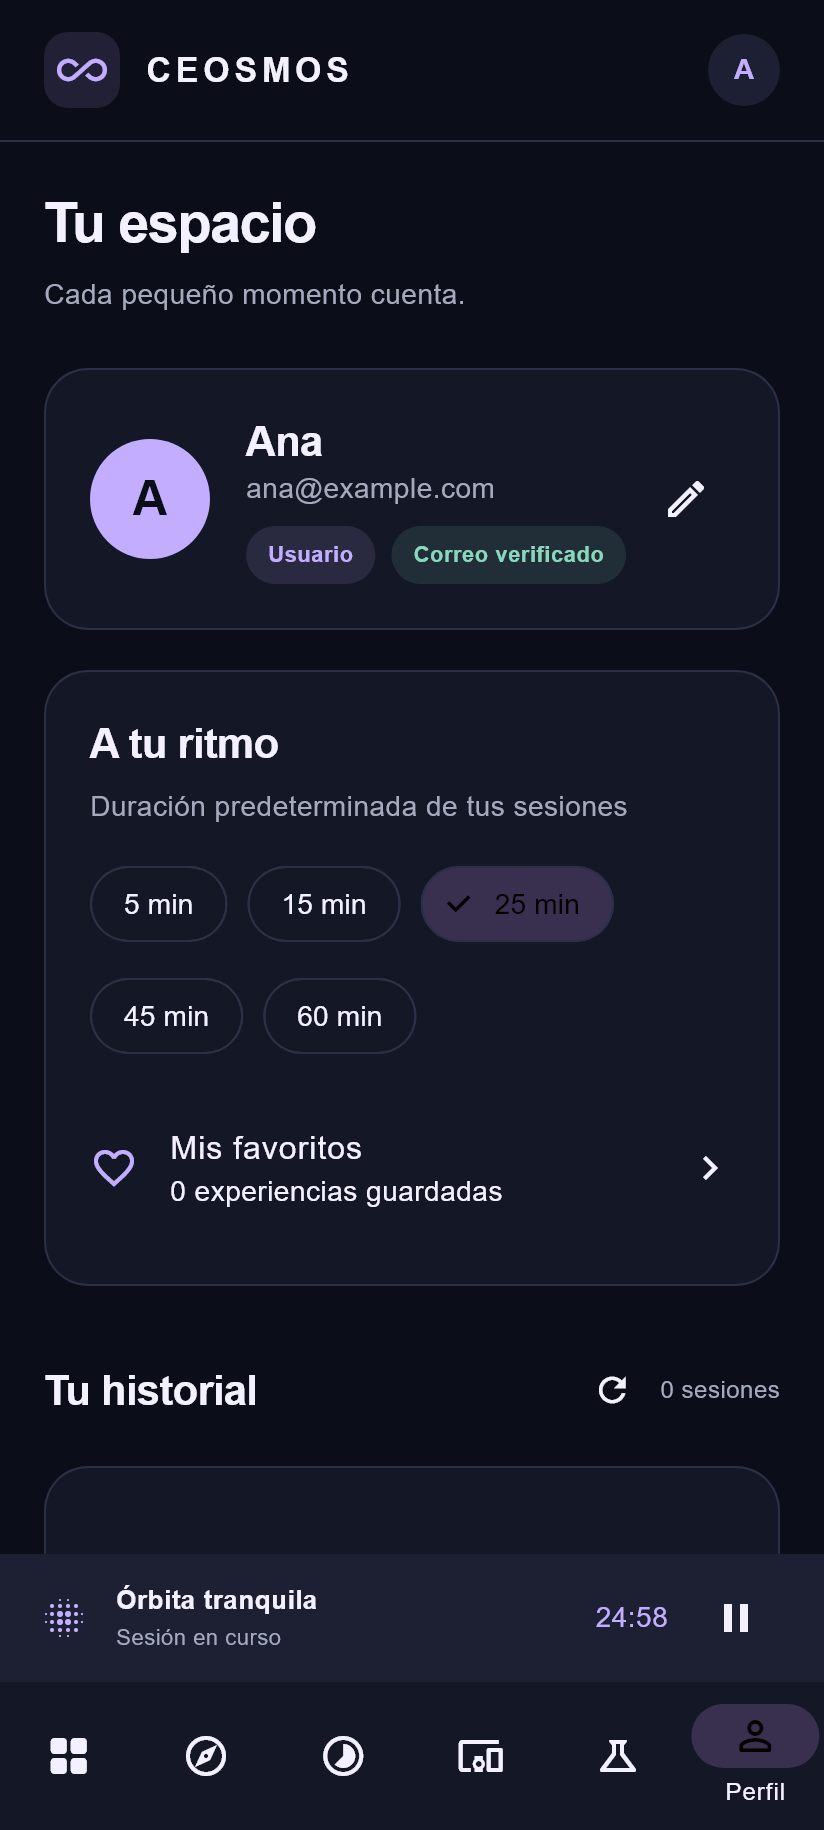 CEOSMOS
A
Tu espacio
Cada pequeño momento cuenta.
A
Ana
ana@example.com
Usuario
Correo verificado
A tu ritmo
Duración predeterminada de tus sesiones
5 min
15 min
25 min
45 min
60 min
Mis favoritos
0 experiencias guardadas
Tu historial
0 sesiones
Órbita tranquila
Sesión en curso
24:58
Perfil